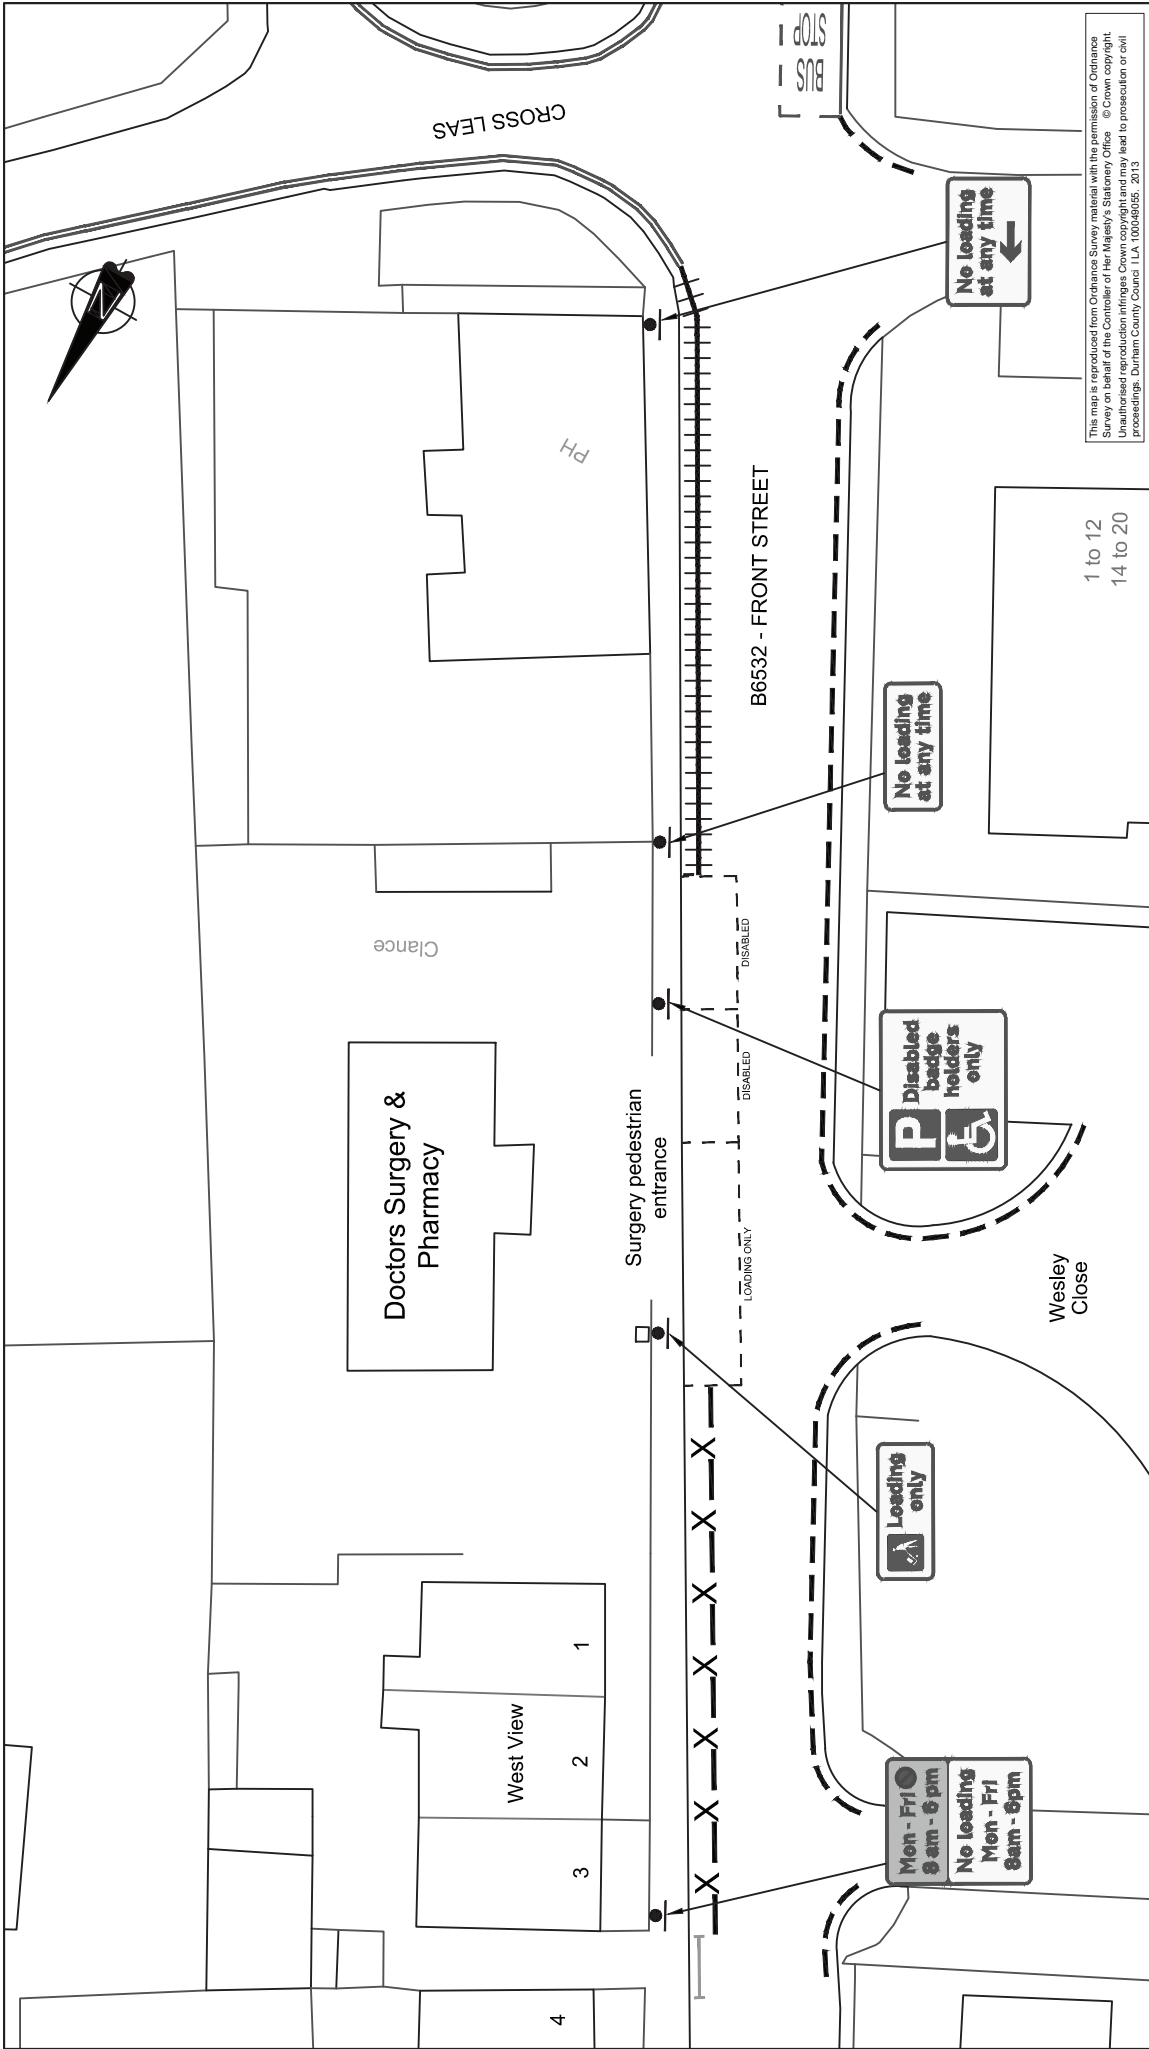 This map is reproduced from Ordnance Survey material with the permission of Ordnance
Survey on behalf of the Controller of Her Majesty's Stationery Office © Crown copyright.
Unauthorised reproduction infringes Crown copyright and may lead to prosecution or civil
proceedings. Durham County Council LA 100049055. 2013
CROSS LEAS
BUS
STOP
No loading
at any time
PH
B6532 - FRONT STREET
1 to 12
14 to 20
No loading
at any time
Clance
DISABLED
DISABLED
LOADING ONLY
P Disabled
badge
holders
only
Doctors Surgery &
Pharmacy
Surgery pedestrian
entrance
Wesley
Close
Loading
only
X X X X X X X
West View
1
2
3
4
Mon - Fri
8 am - 6 pm
No loading
Mon - Fri
8am - 6pm
N